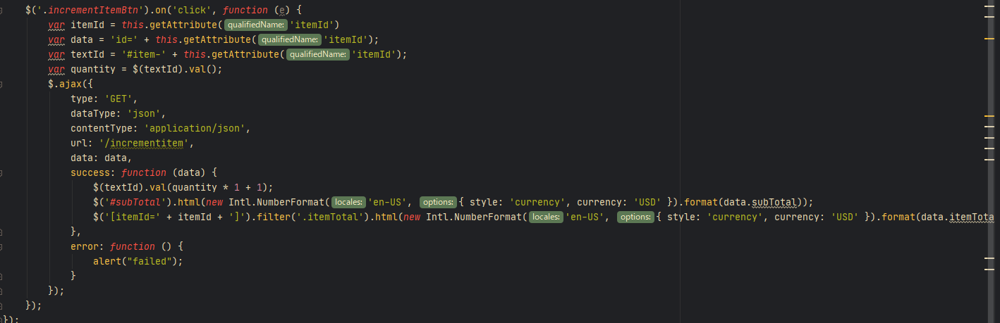 $('.incrementItemBtn').on('click', function (e) {
var itemId = this.getAttribute( qualifiedName: 'itemId')
var data = 'id=' + this.getAttribute( qualifiedName: 'itemId');
var textId = '#item-' + this.getAttribute( qualifiedName: 'itemId');
var quantity = $(textId).val();
$.ajax({
type: 'GET',
dataType: 'json',
contentType: 'application/json',
url: '/incrementitem',
data: data,
success: function (data) {
$(textId).val(quantity * 1 + 1);
$('#subTotal').html(new Intl.NumberFormat( locales: 'en-US', options: { style: 'currency', currency: 'USD' }).format(data.subTotal));
$('[itemId=' + itemId + ']').filter('.itemTotal').html(new Intl.NumberFormat( locales: 'en-US', options: { style: 'currency', currency: 'USD' }).format(data.itemTota
},
error: function () {
alert("failed");
}
});
});
});